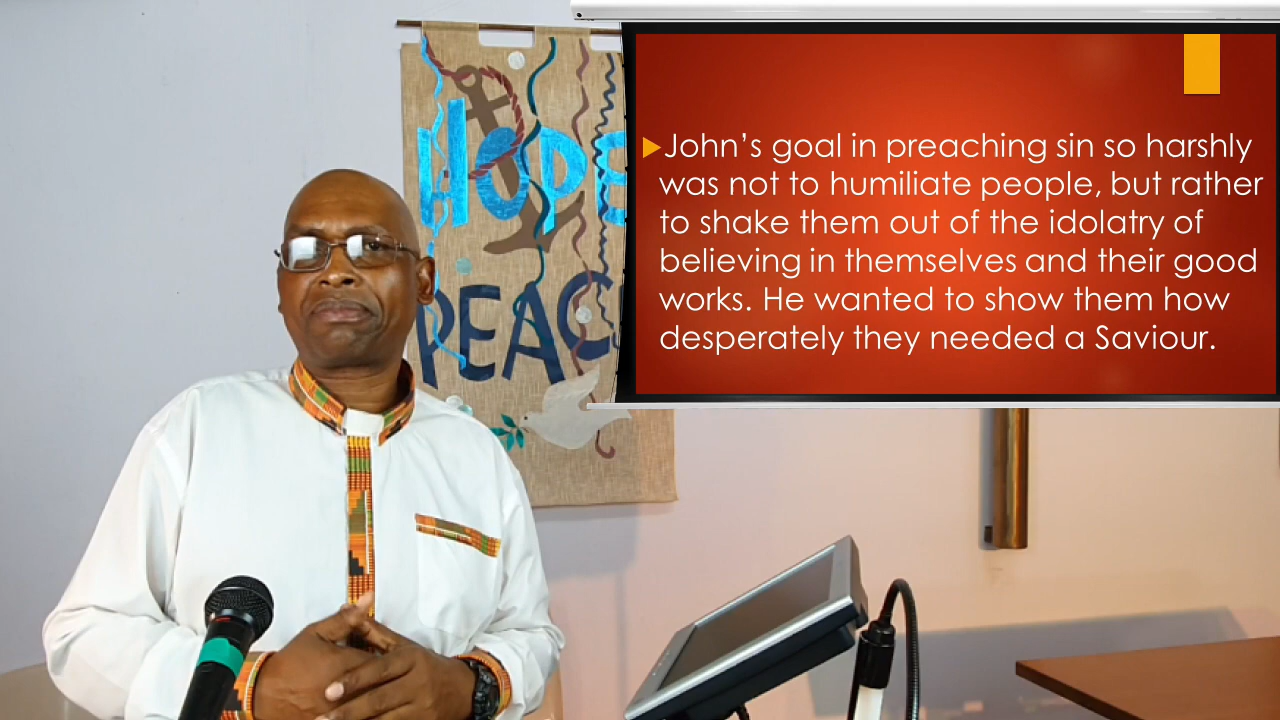 HOPE
PEAC
John's goal in preaching sin so harshly
was not to humiliate people, but rather
to shake them out of the idolatry of
believing in themselves and their good
works. He wanted to show them how
desperately they needed a Saviour.